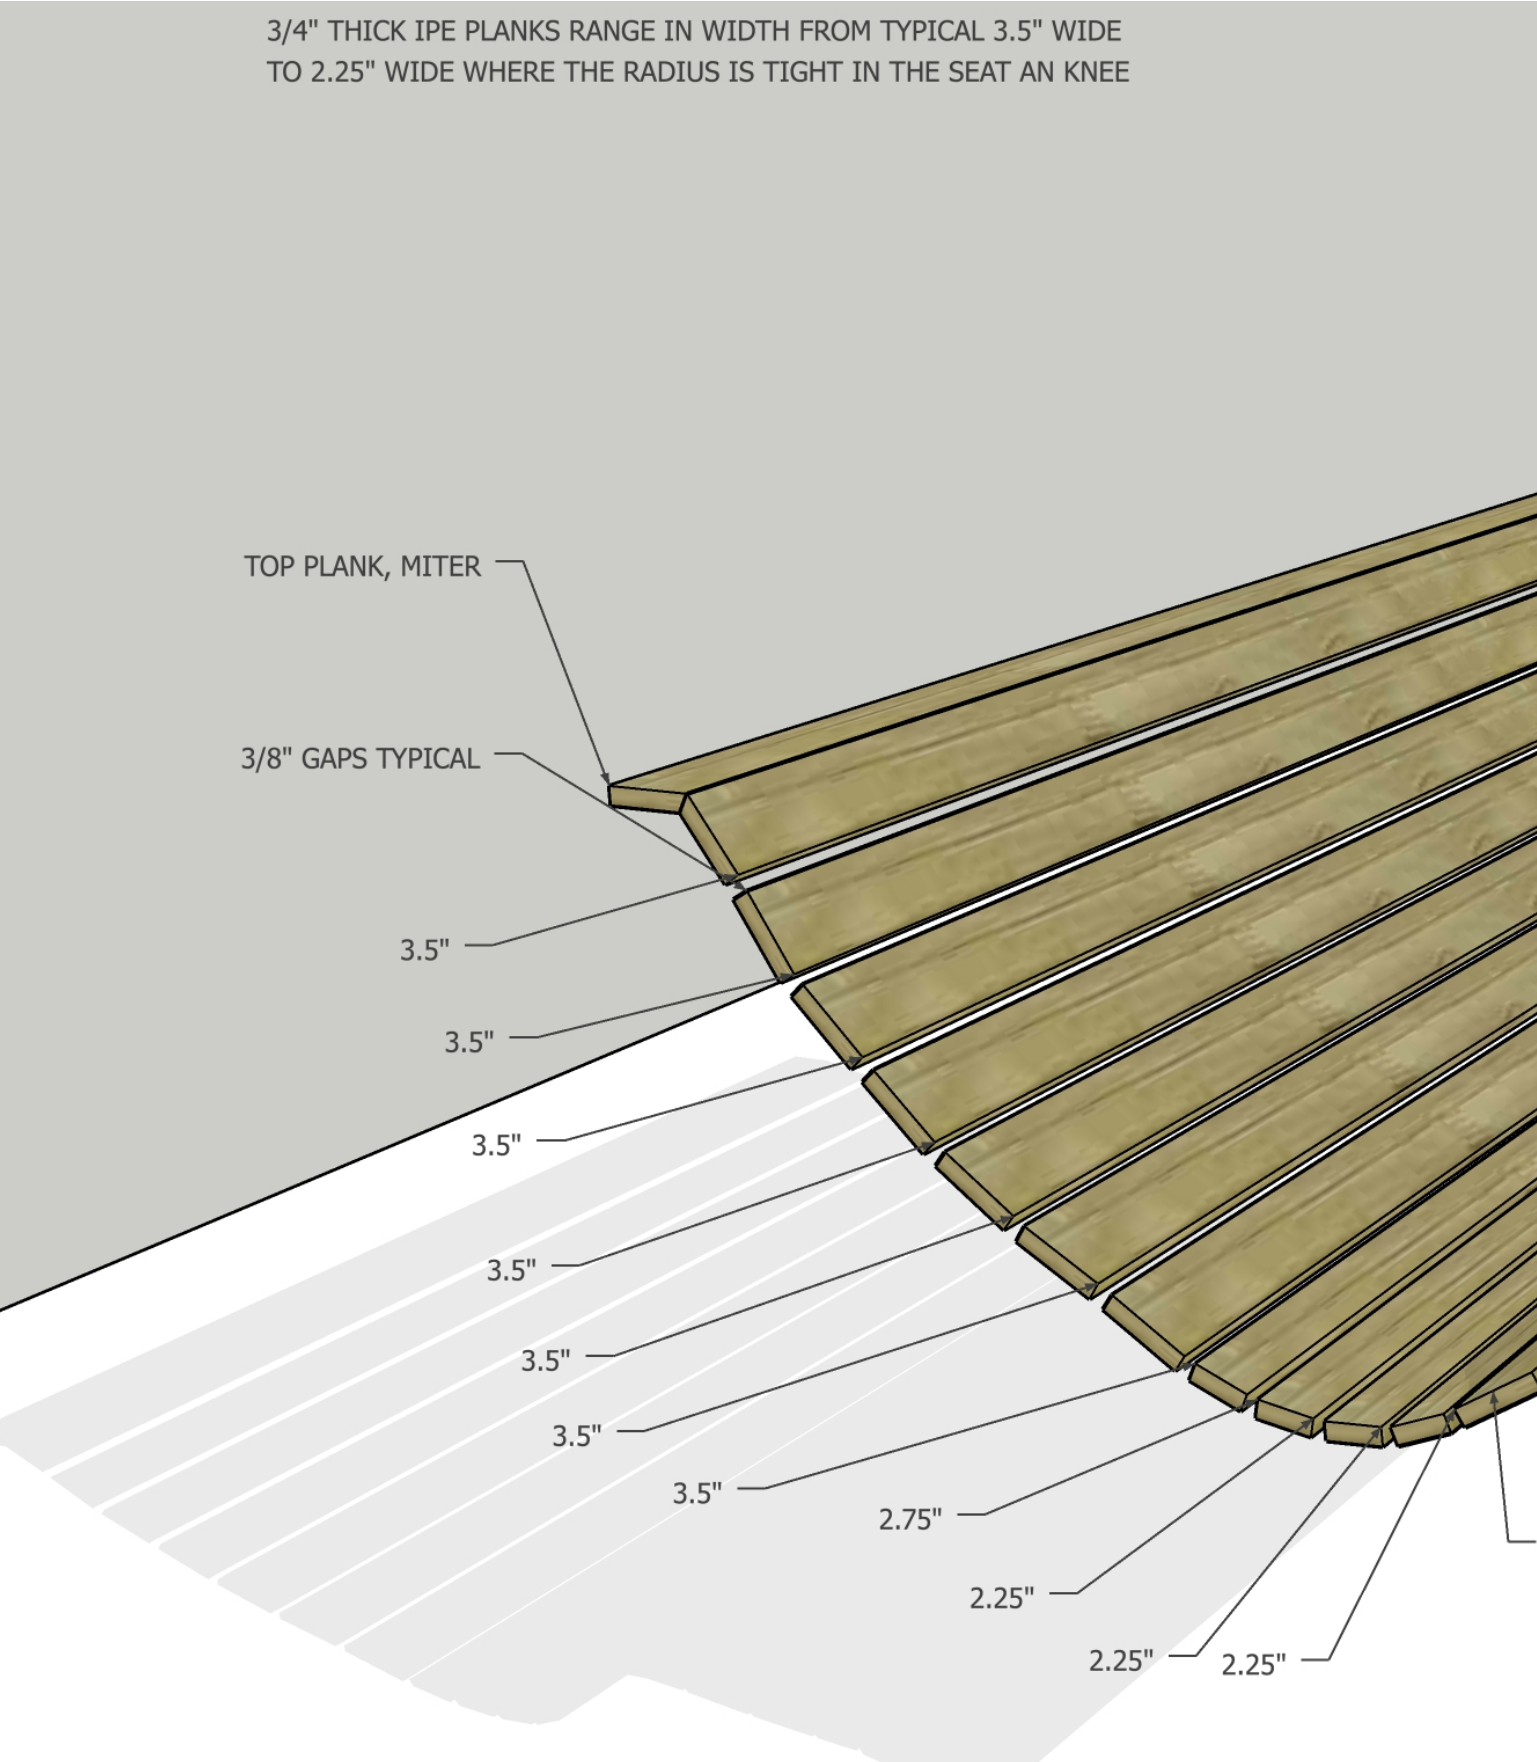 3/4" THICK IPE PLANKS RANGE IN WIDTH FROM TYPICAL 3.5" WIDE
TO 2.25" WIDE WHERE THE RADIUS IS TIGHT IN THE SEAT AN KNEE
TOP PLANK, MITER
3/8" GAPS TYPICAL
3.5"
3.5"
3.5"
3.5"
3.5"
3.5"
3.5"
2.75"
2.25"
2.25"
2.25"